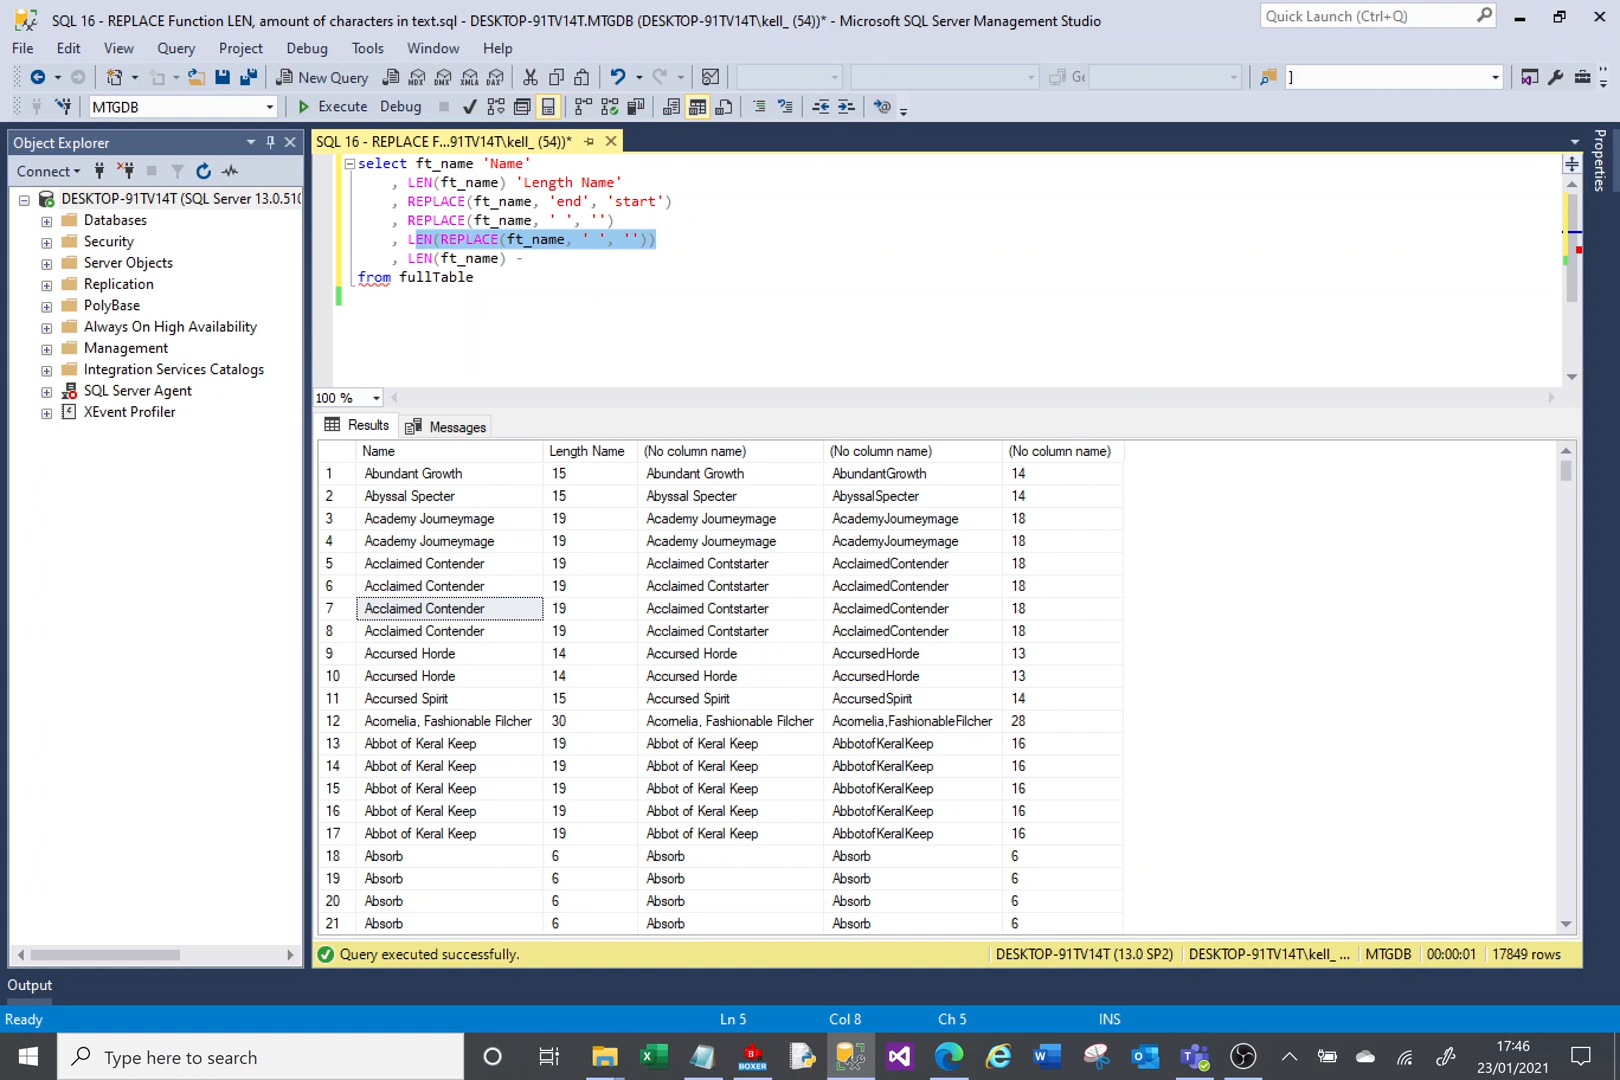 SQL 16 - REPLACE Function LEN, amount of characters in text.sql - DESKTOP-91TV14T.MTGDB (DESKTOP-91TV14T\kell_ (54))* - Microsoft SQL Server Management Studio
Quick Launch (Ctrl+Q)
File Edit View Query Project Debug Tools Window Help
New Query MDX DMX XMLA DAX Ge ]
MTGDB Execute Debug
Object Explorer
SQL 16 - REPLACE F...91TV14T\kell_ (54))*
Properties
Connect
DESKTOP-91TV14T (SQL Server 13.0.510
Databases
Security
Server Objects
Replication
PolyBase
Always On High Availability
Management
Integration Services Catalogs
SQL Server Agent
XEvent Profiler
select ft_name 'Name'
, LEN(ft_name) 'Length Name'
, REPLACE(ft_name, 'end', 'start')
, REPLACE(ft_name, ' ', '')
, LEN(REPLACE(ft_name, ' ', ''))
, LEN(ft_name) -
from fullTable
100 %
Results Messages
Name Length Name (No column name) (No column name) (No column name)
1 Abundant Growth 15 Abundant Growth AbundantGrowth 14
2 Abyssal Specter 15 Abyssal Specter AbyssalSpecter 14
3 Academy Journeymage 19 Academy Journeymage AcademyJourneymage 18
4 Academy Journeymage 19 Academy Journeymage AcademyJourneymage 18
5 Acclaimed Contender 19 Acclaimed Contstarter AcclaimedContender 18
6 Acclaimed Contender 19 Acclaimed Contstarter AcclaimedContender 18
7 Acclaimed Contender 19 Acclaimed Contstarter AcclaimedContender 18
8 Acclaimed Contender 19 Acclaimed Contstarter AcclaimedContender 18
9 Accursed Horde 14 Accursed Horde AccursedHorde 13
10 Accursed Horde 14 Accursed Horde AccursedHorde 13
11 Accursed Spirit 15 Accursed Spirit AccursedSpirit 14
12 Acornelia, Fashionable Filcher 30 Acornelia, Fashionable Filcher Acornelia,FashionableFilcher 28
13 Abbot of Keral Keep 19 Abbot of Keral Keep AbbotofKeralKeep 16
14 Abbot of Keral Keep 19 Abbot of Keral Keep AbbotofKeralKeep 16
15 Abbot of Keral Keep 19 Abbot of Keral Keep AbbotofKeralKeep 16
16 Abbot of Keral Keep 19 Abbot of Keral Keep AbbotofKeralKeep 16
17 Abbot of Keral Keep 19 Abbot of Keral Keep AbbotofKeralKeep 16
18 Absorb 6 Absorb Absorb 6
19 Absorb 6 Absorb Absorb 6
20 Absorb 6 Absorb Absorb 6
21 Absorb 6 Absorb Absorb 6
Query executed successfully. DESKTOP-91TV14T (13.0 SP2) DESKTOP-91TV14T\kell_ ... MTGDB 00:00:01 17849 rows
Output
Ready Ln 5 Col 8 Ch 5 INS
Type here to search
BOXER
17:46
23/01/2021